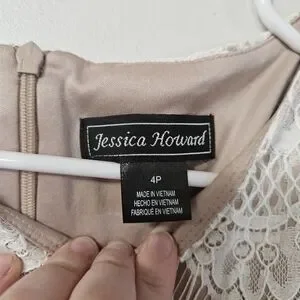 Jessica Howard
4P
MADE IN VIETNAM
HECHO EN VIETNAM
FABRIQUÉ EN VIETNAM